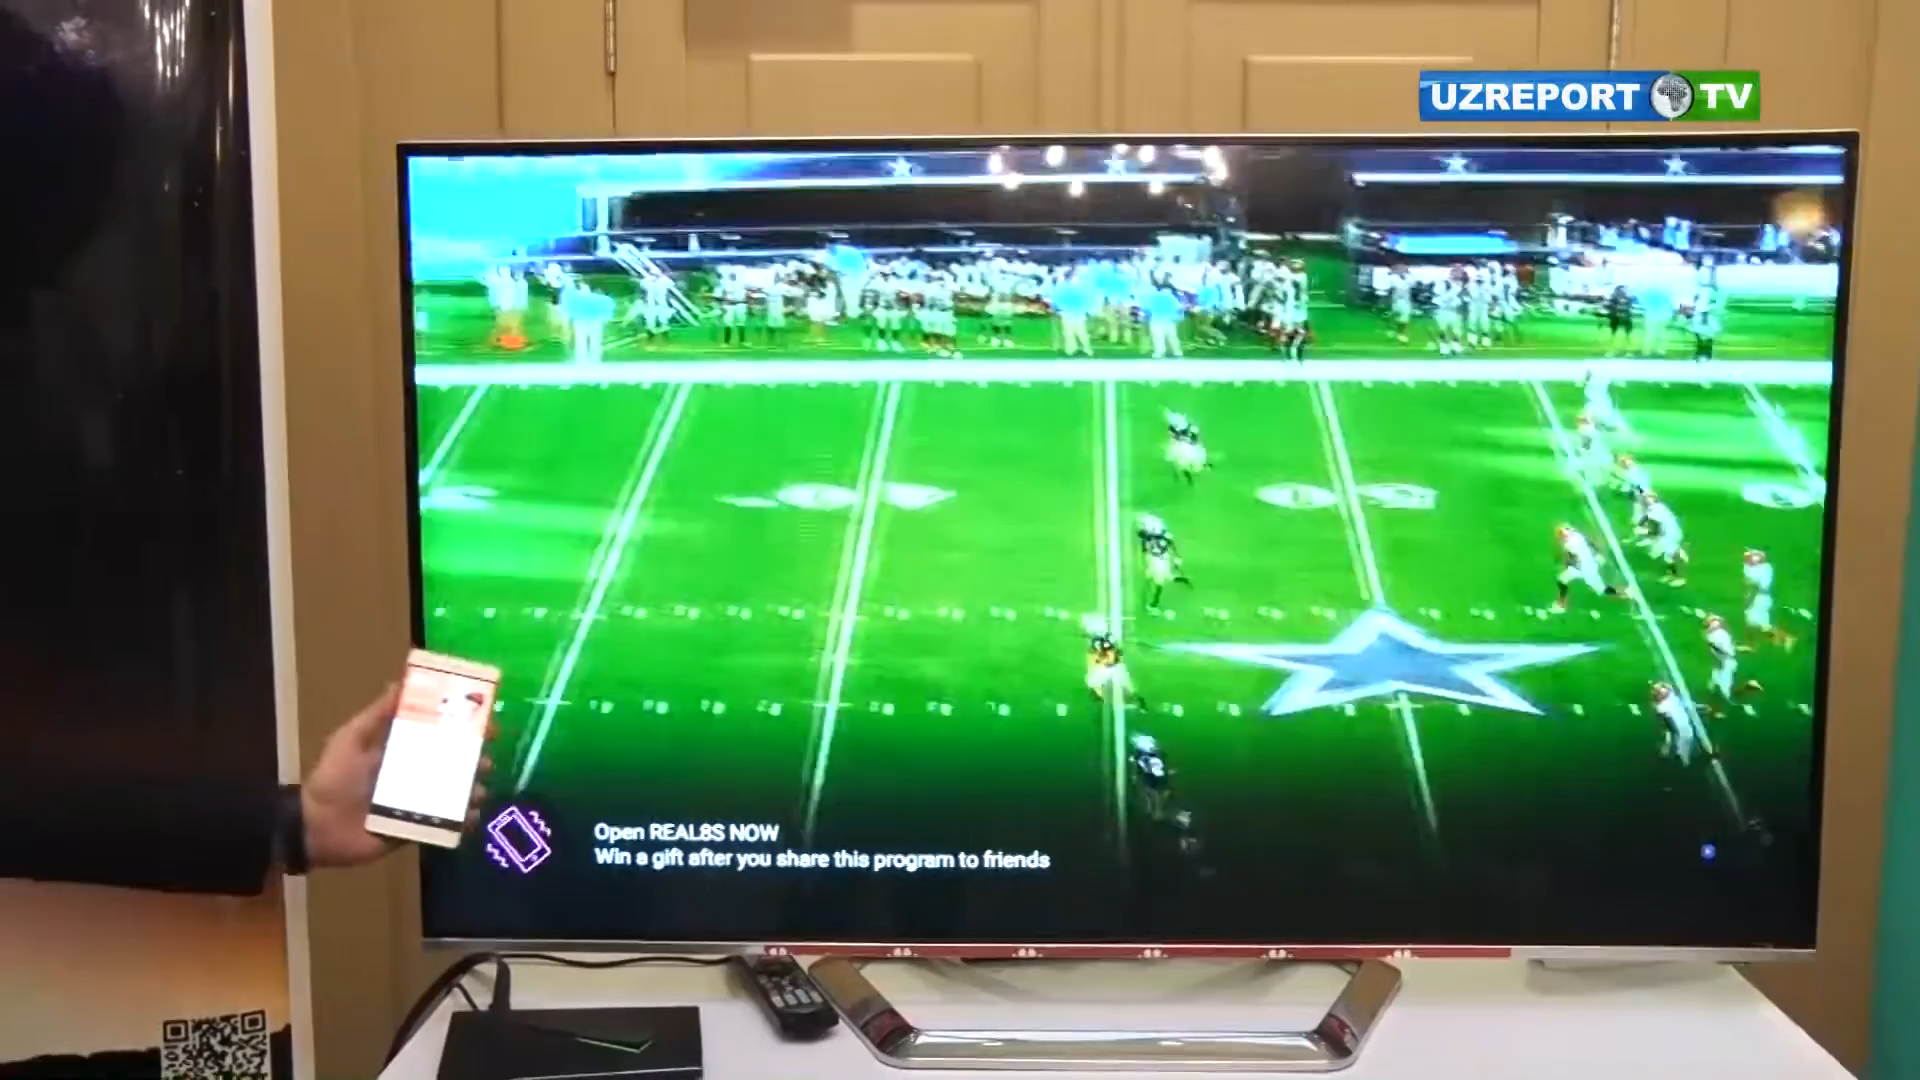 UZREPORT TV
Open REAL8S NOW
Win a gift after you share this program to friends